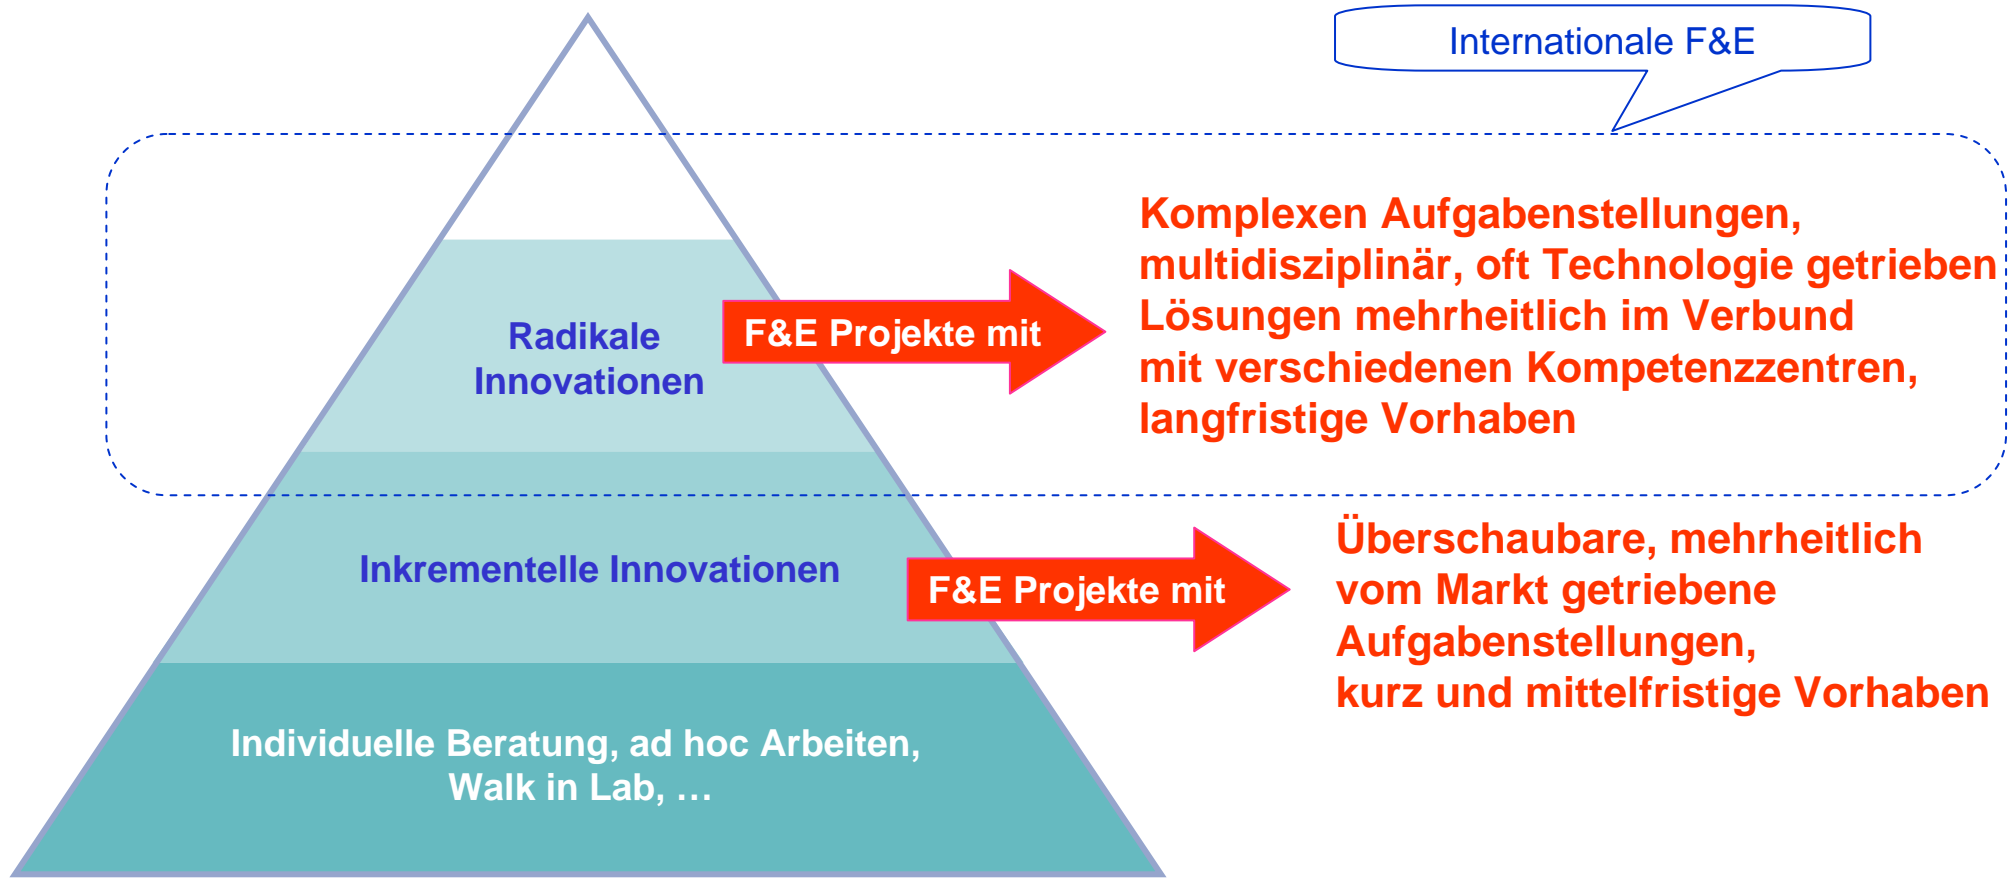 Internationale F&E
Komplexen Aufgabenstellungen,
multidisziplinär, oft Technologie getrieben
Lösungen mehrheitlich im Verbund
mit verschiedenen Kompetenzzentren,
langfristige Vorhaben
Radikale
Innovationen
F&E Projekte mit
Überschaubare, mehrheitlich
vom Markt getriebene
Aufgabenstellungen,
kurz und mittelfristige Vorhaben
Inkrementelle Innovationen
F&E Projekte mit
Individuelle Beratung, ad hoc Arbeiten,
Walk in Lab, …